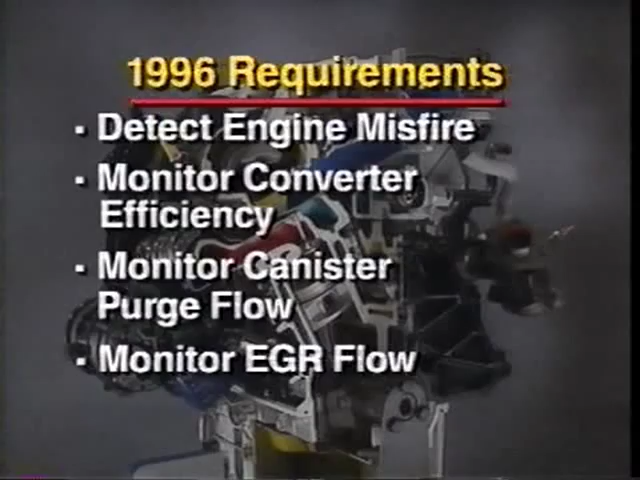 1996 Requirements
· Detect Engine Misfire
· Monitor Converter
Efficiency
· Monitor Canister
Purge Flow
· Monitor EGR Flow